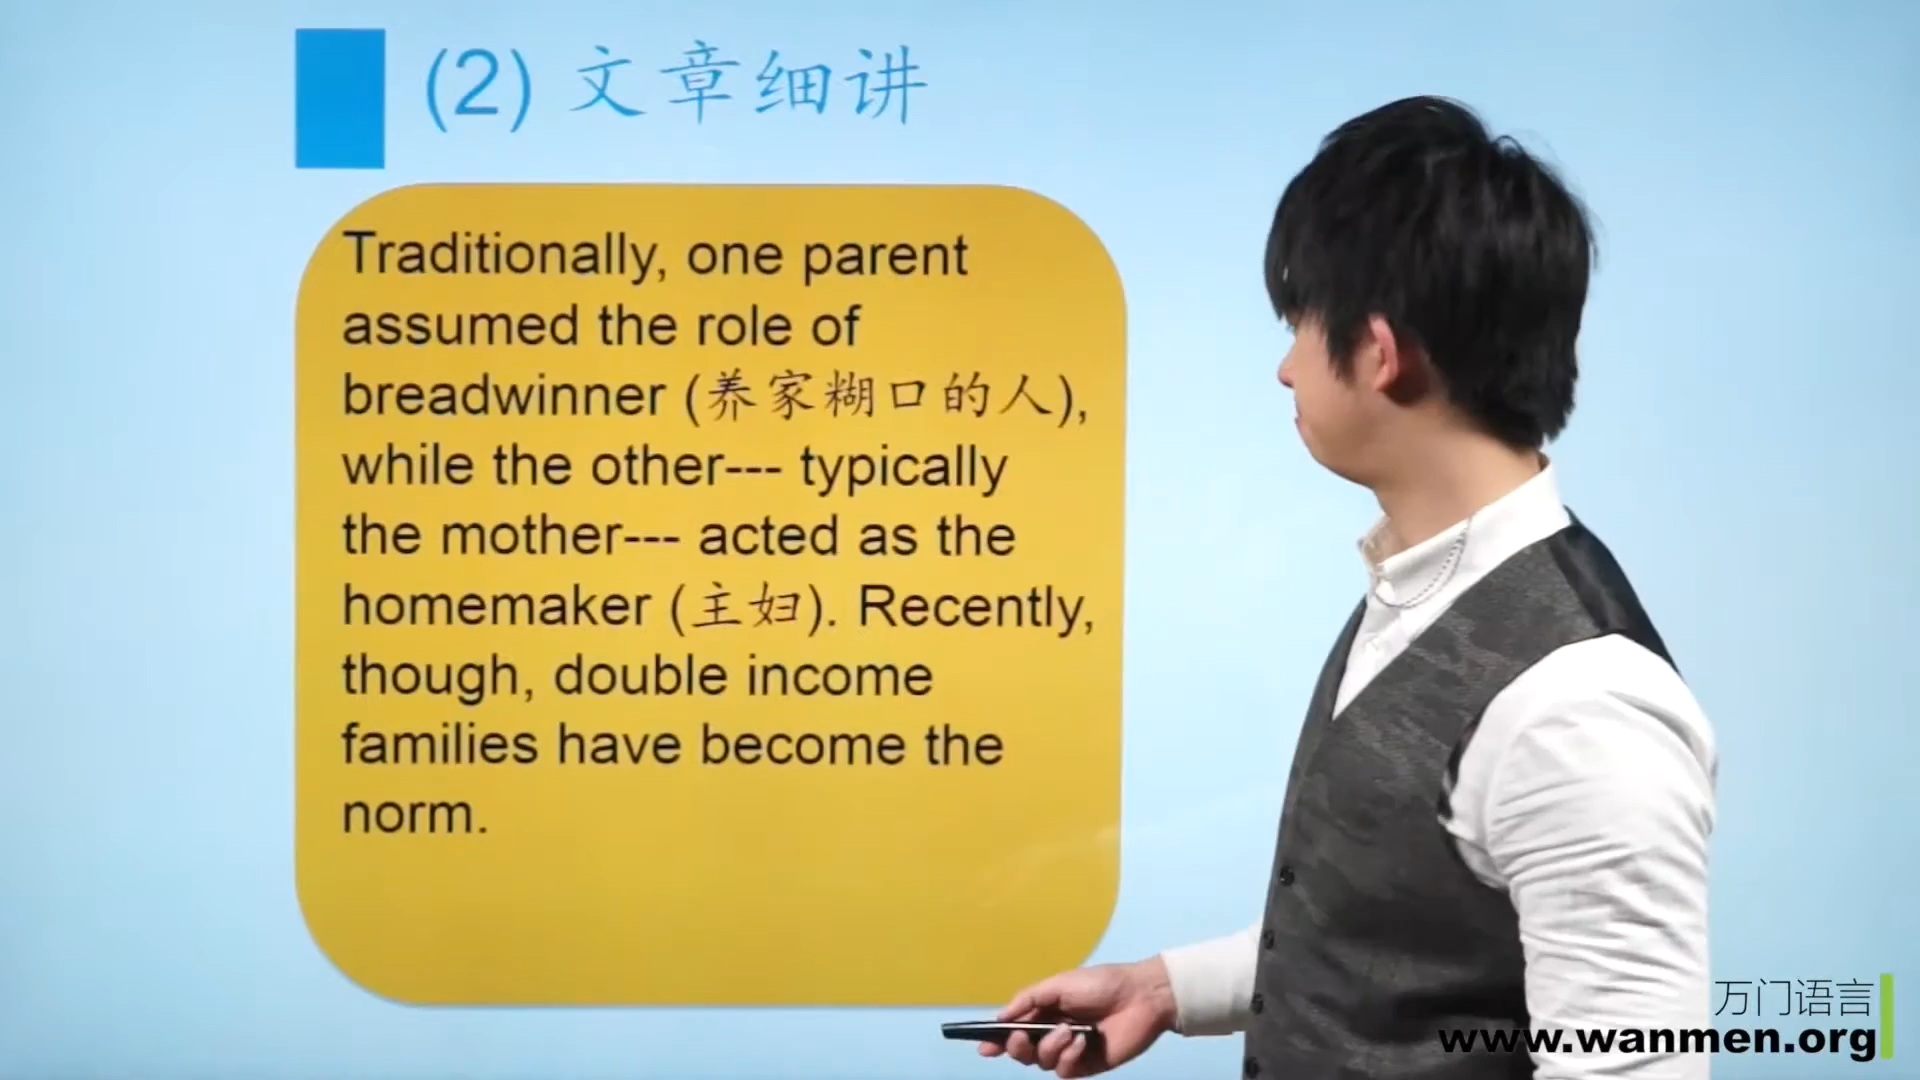 (2) 文章细讲
Traditionally, one parent
assumed the role of
breadwinner (养家糊口的人),
while the other--- typically
the mother--- acted as the
homemaker (主妇). Recently,
though, double income
families have become the
norm.
万门语言
www.wanmen.org